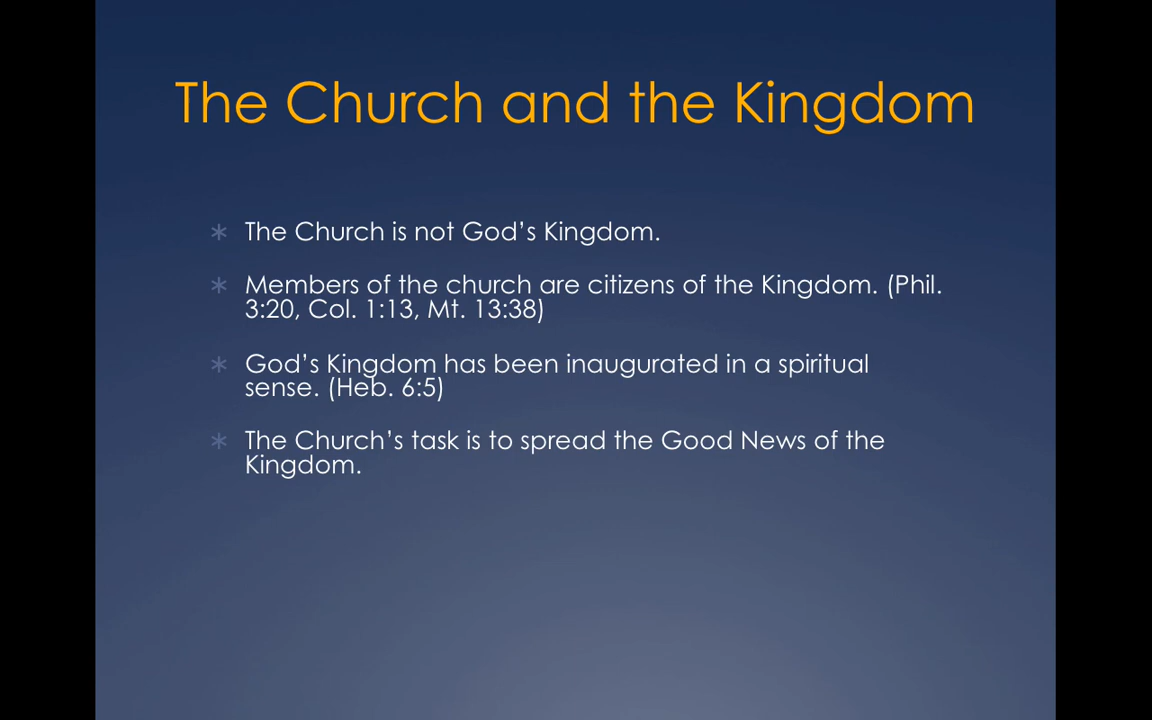 The Church and the Kingdom
The Church is not God’s Kingdom.
Members of the church are citizens of the Kingdom. (Phil.
3:20, Col. 1:13, Mt. 13:38)
God’s Kingdom has been inaugurated in a spiritual
sense. (Heb. 6:5)
The Church’s task is to spread the Good News of the
Kingdom.